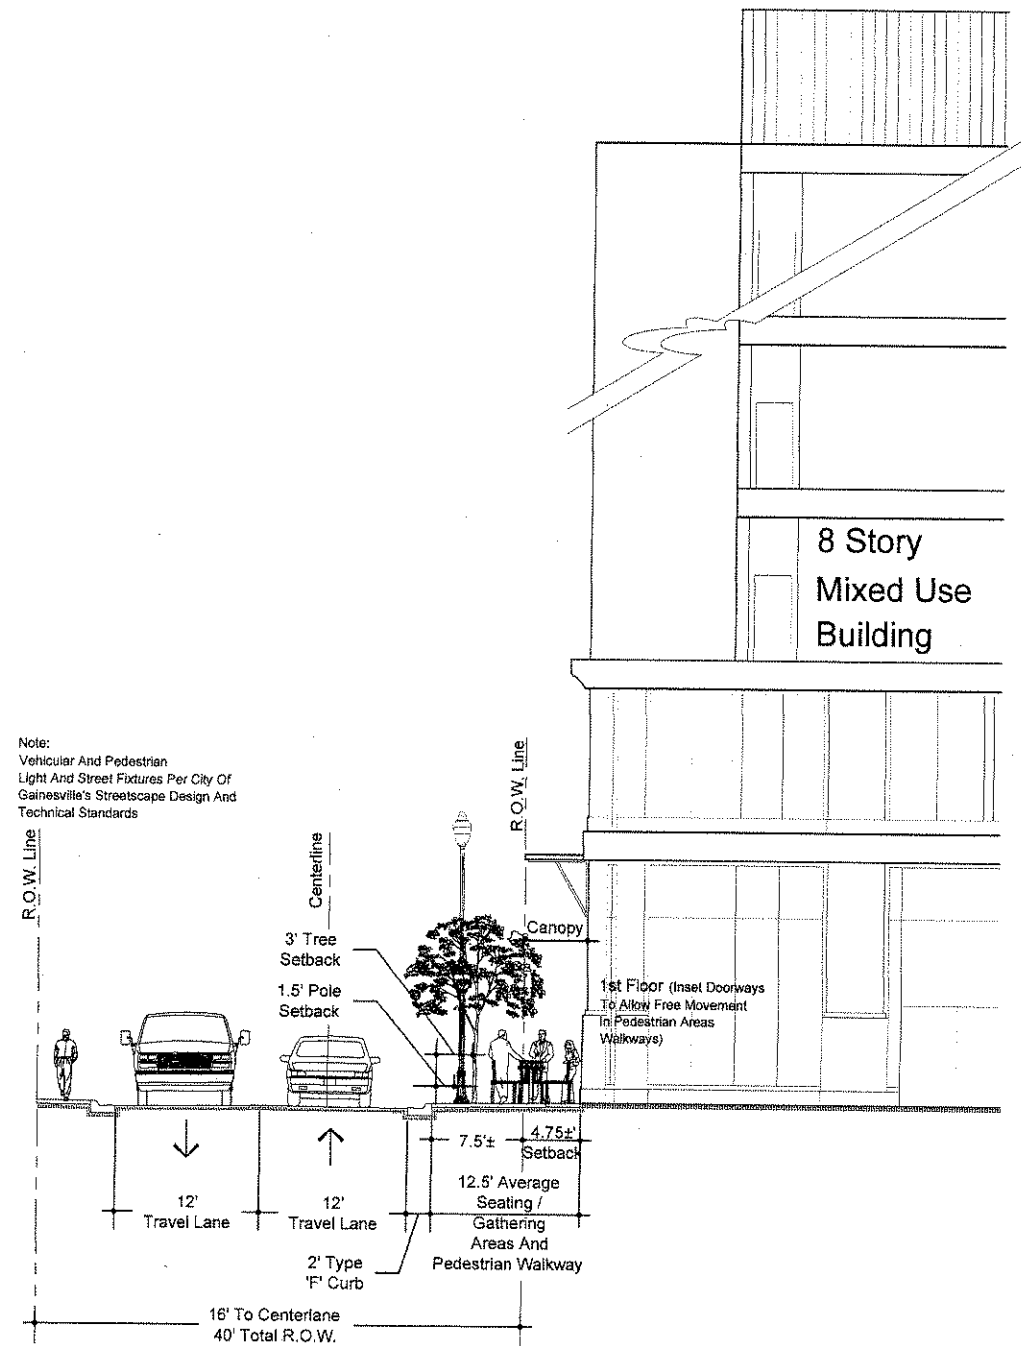 8 Story
Mixed Use
Building
Note:
Vehicular And Pedestrian
Light And Street Fixtures Per City Of
Gainesville's Streetscape Design And
Technical Standards
R.O.W. Line
Centerline
R.O.W. Line
3' Tree
Setback
1.5' Pole
Setback
Canopy
1st Floor (Inset Doorways
To Allow Free Movement
In Pedestrian Areas
Walkways)
7.5'±
4.75±'
Setback
12'
Travel Lane
12'
Travel Lane
12.5' Average
Seating /
Gathering
Areas And
Pedestrian Walkway
2' Type
'F' Curb
16' To Centerlane
40' Total R.O.W.